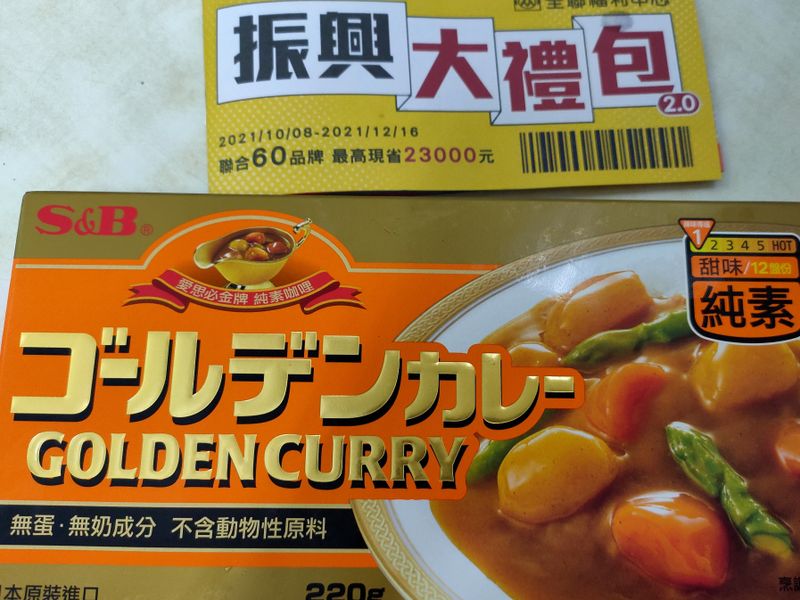 全聯福利中心
振興大禮包
2.0
2021/10/08-2021/12/16
聯合60品牌 最高現省23000元
S&B®
愛思必金牌 純素咖哩
1 2 3 4 5 HOT
甜味/12盤份
純素
ゴールデンカレー
GOLDEN CURRY
無蛋·無奶成分 不含動物性原料
日本原裝進口
220g